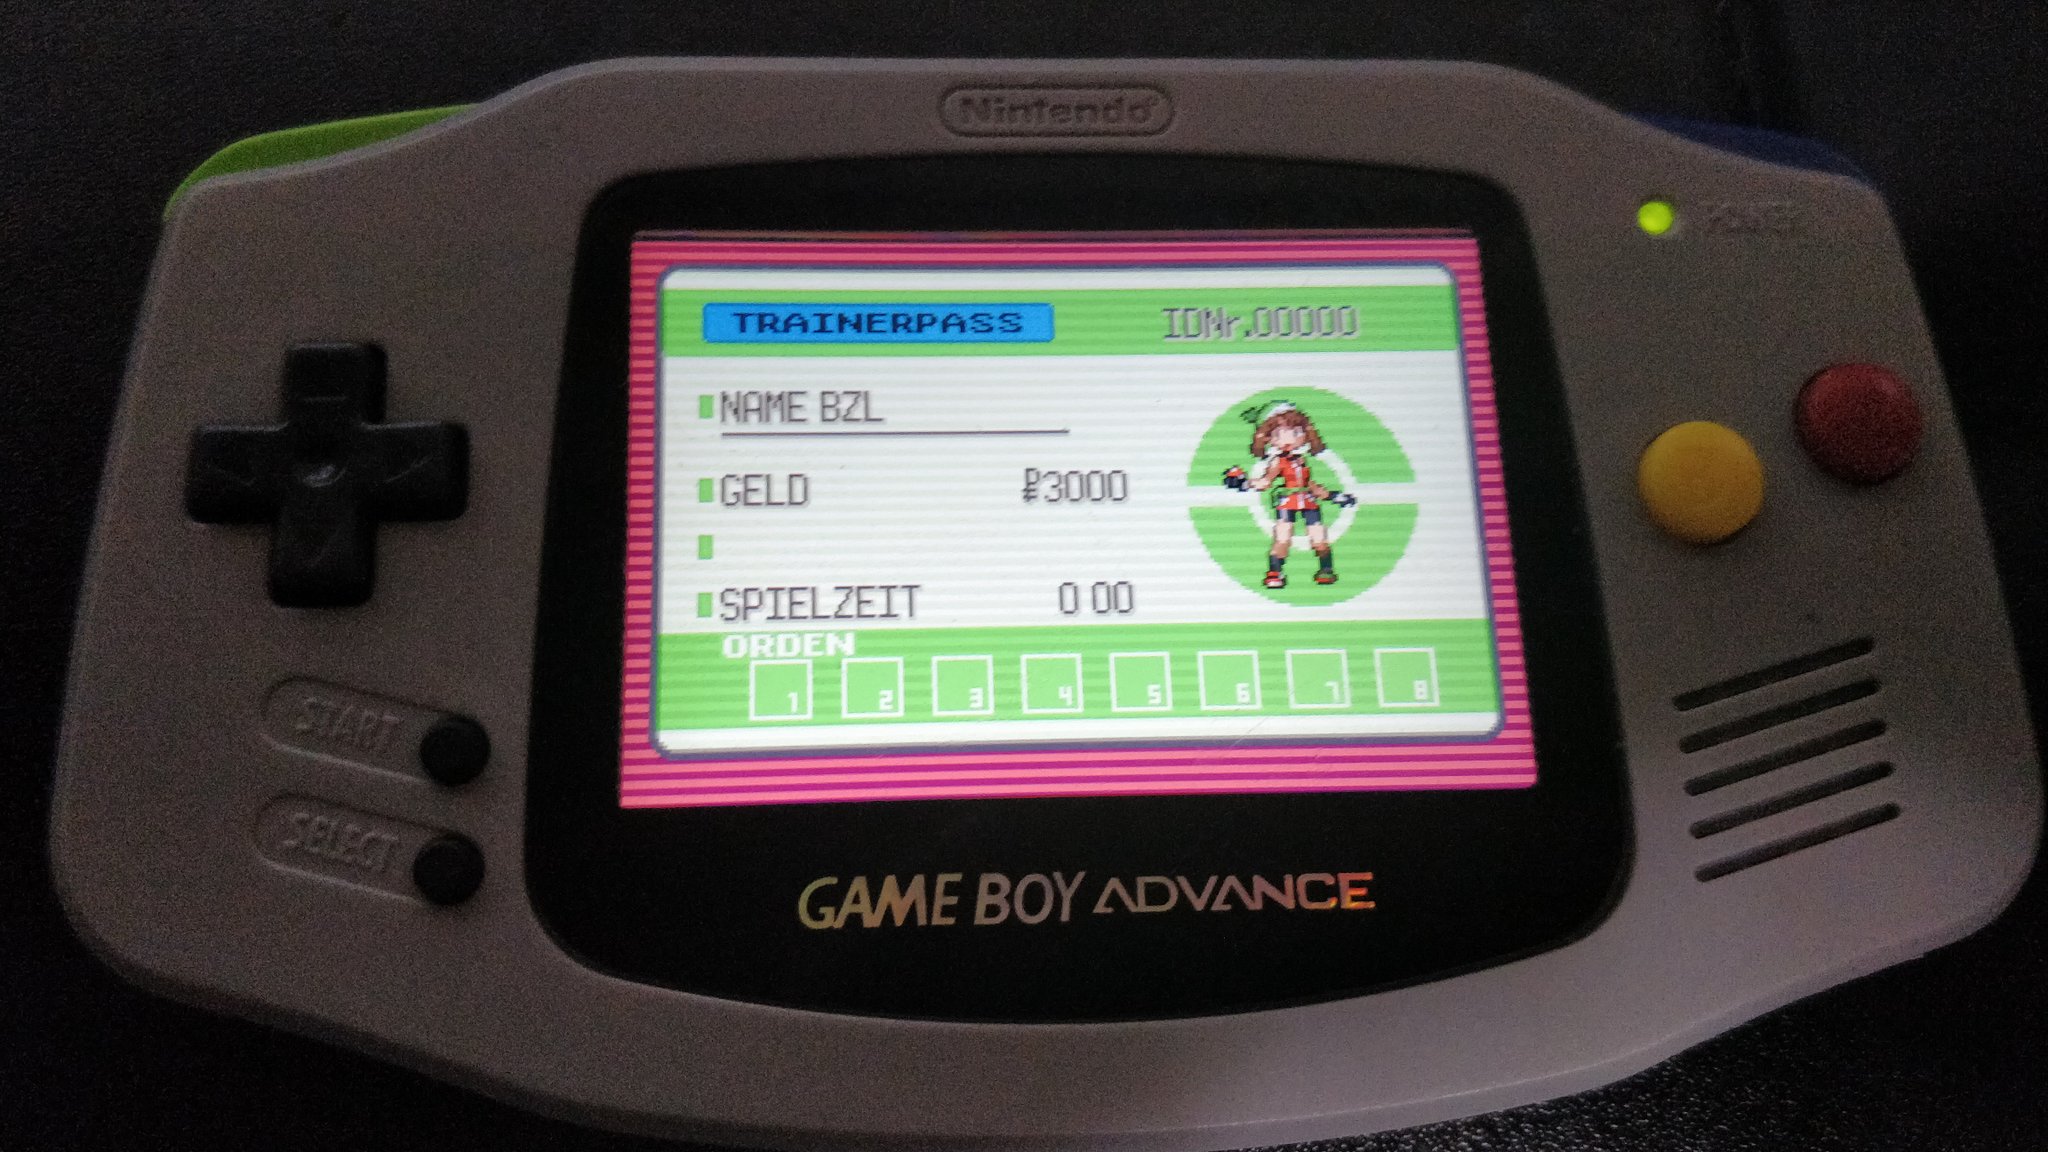 Nintendo®
POWER
TRAINERPASS IDNr.00000
NAME BZL
GELD ₽3000
SPIELZEIT 0 00
ORDEN
1 2 3 4 5 6 7 8
START
SELECT
GAME BOY ADVANCE